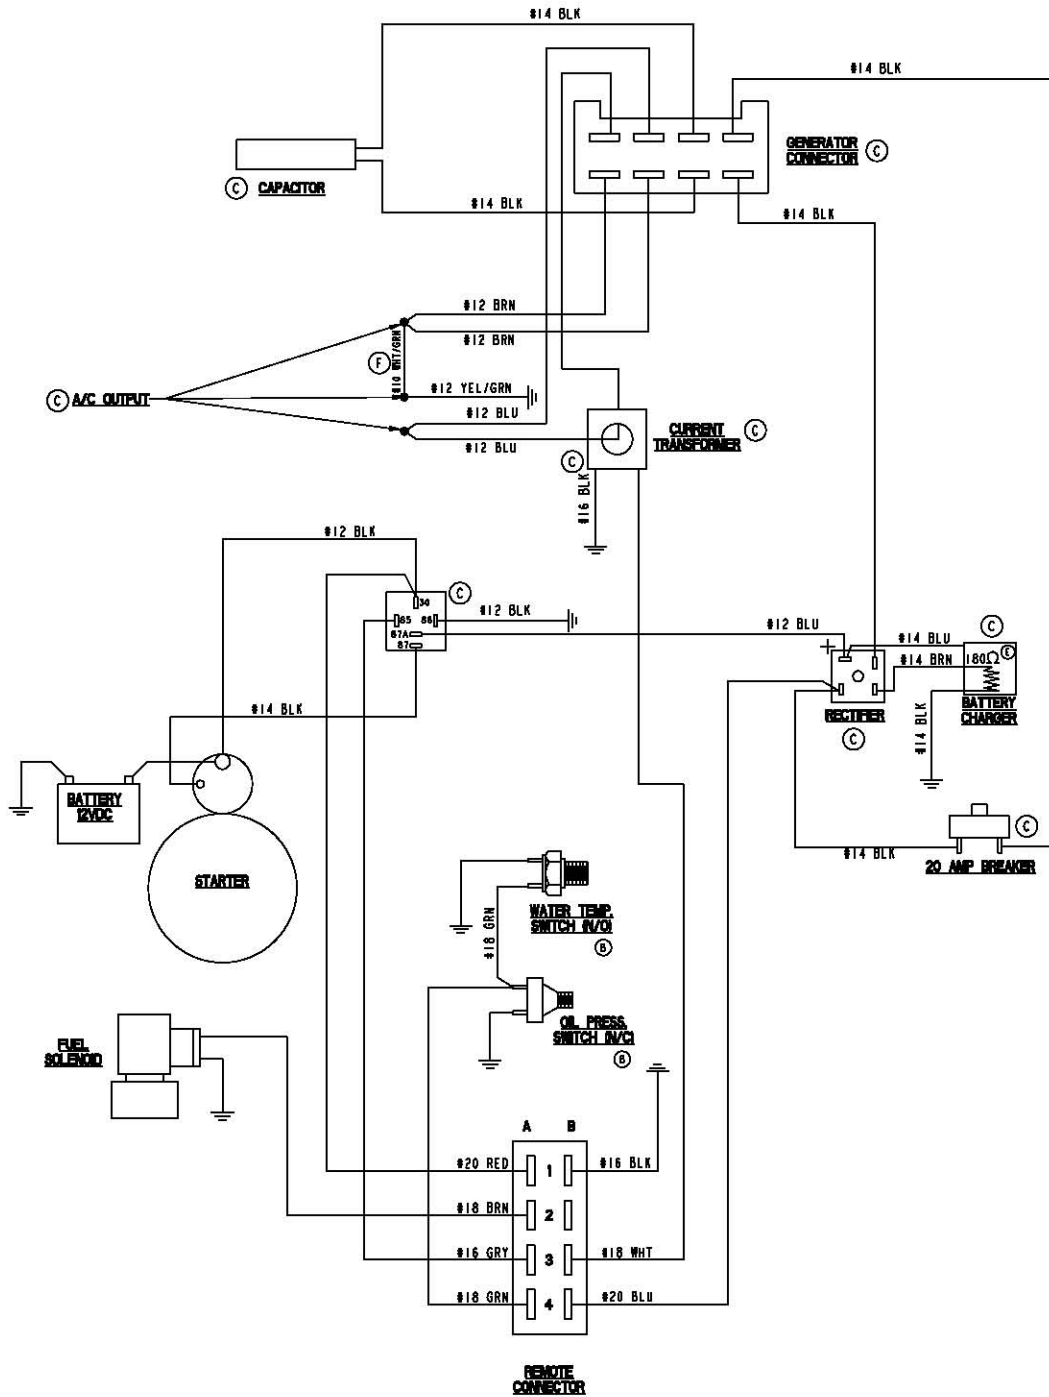 #14 BLK
#14 BLK
GENERATOR
CONNECTOR
C
C
CAPACITOR
#14 BLK
#14 BLK
#12 BRN
#12 BRN
F
#10 WHT/GRN
C
A/C OUTPUT
#12 YEL/GRN
#12 BLU
#12 BLU
CURRENT
TRANSFORMER
C
C
#16 BLK
#12 BLK
C
30
85
86
87A
87
#12 BLK
#12 BLU
C
+
#14 BLU
#14 BRN
180Ω
E
#14 BLK
RECTIFIER
C
BATTERY
CHARGER
#14 BLK
BATTERY
12VDC
STARTER
C
#14 BLK
20 AMP BREAKER
WATER TEMP.
SWITCH (N/O)
B
#18 GRN
OIL PRESS.
SWITCH (N/C)
B
FUEL
SOLENOID
A B
#20 RED 1 #16 BLK
#18 BRN 2
#16 GRY 3 #18 WHT
#18 GRN 4 #20 BLU
REMOTE
CONNECTOR